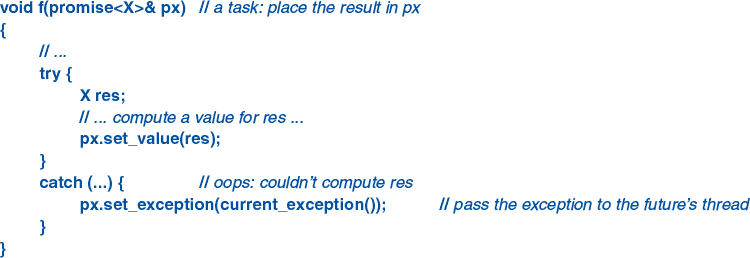 void f(promise<X>& px) // a task: place the result in px
{
// ...
try {
X res;
// ... compute a value for res ...
px.set_value(res);
}
catch (...) { // oops: couldn’t compute res
px.set_exception(current_exception()); // pass the exception to the future’s thread
}
}